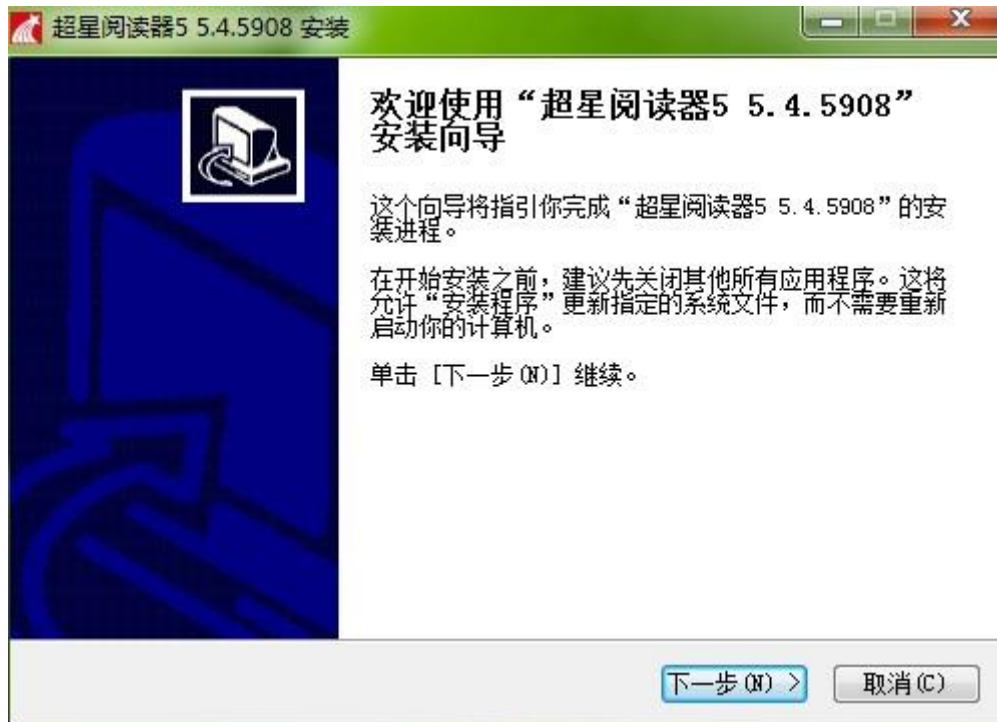 超星阅读器5 5.4.5908 安装
欢迎使用“超星阅读器5 5.4.5908”
安装向导
这个向导将指引你完成“超星阅读器5 5.4.5908”的安
装进程。
在开始安装之前，建议先关闭其他所有应用程序。这将
允许“安装程序”更新指定的系统文件，而不需要重新
启动你的计算机。
单击 [下一步(N)] 继续。
下一步(N) >
取消(C)